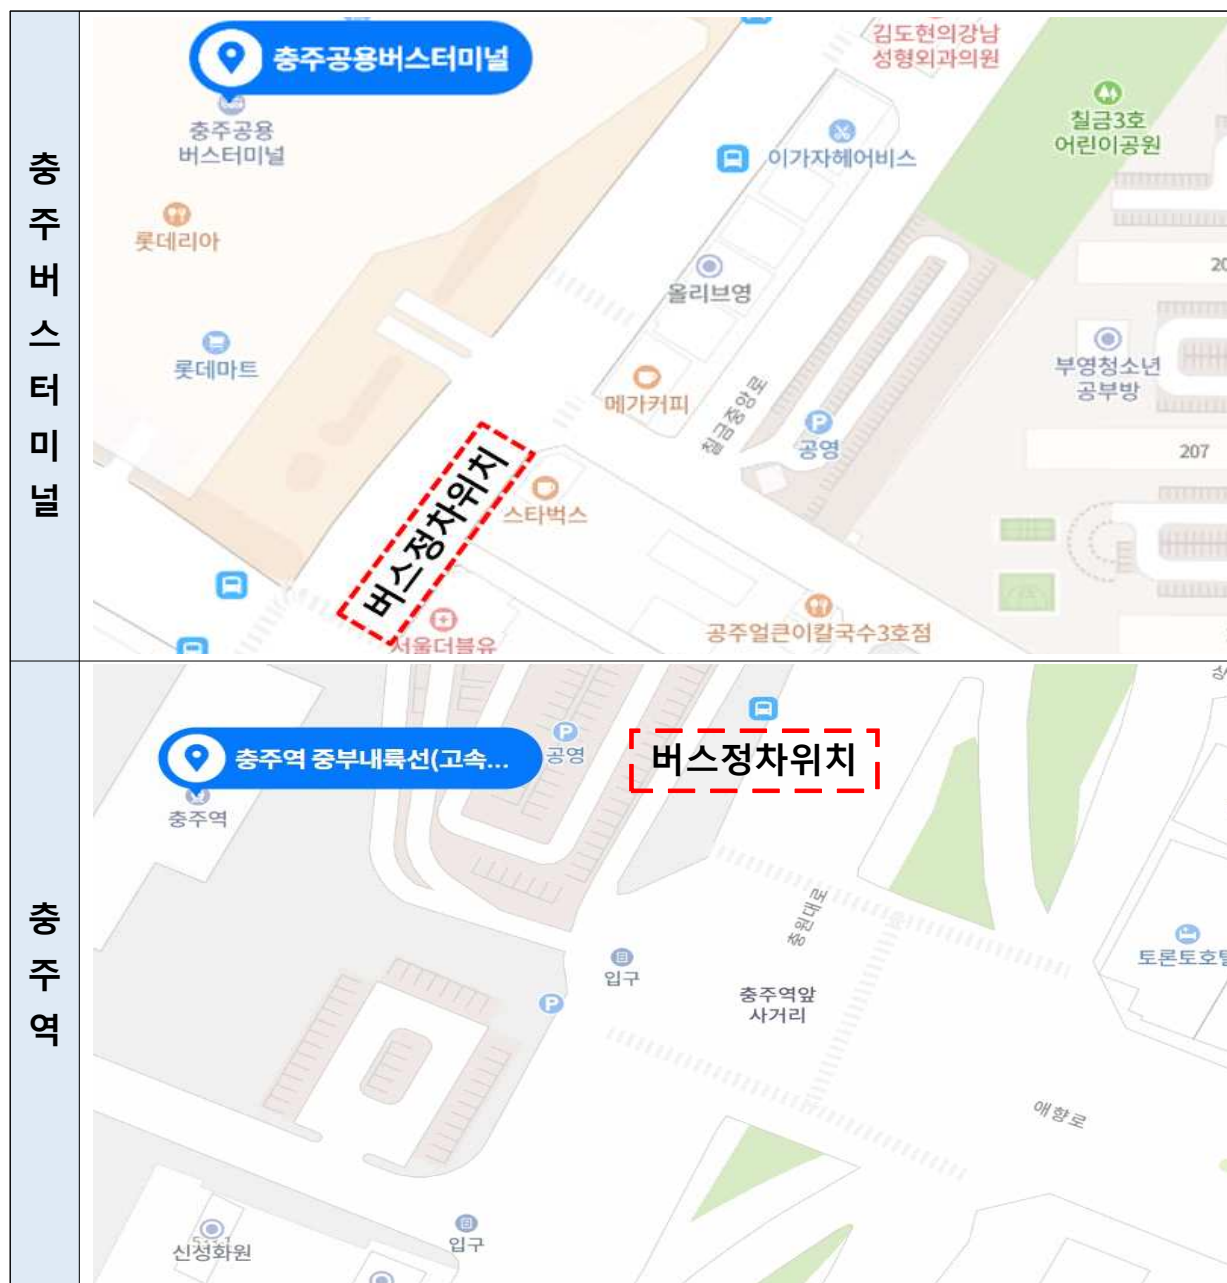 충주버스터미널
충주공용버스터미널
김도현의강남
성형외과의원
충주공용
버스터미널
칠금3호
어린이공원
이가자헤어비스
롯데리아
올리브영
20
롯데마트
부영청소년
공부방
메가커피
칠금중앙로
P
공영
207
버스정차위치
스타벅스
공주얼큰이칼국수3호점
서울더블유
충주역
충주역 중부내륙선(고속...
P
공영
버스정차위치
충주역
충원대로
토론토호텔
입구
P
충주역앞
사거리
애향로
신성화원
입구